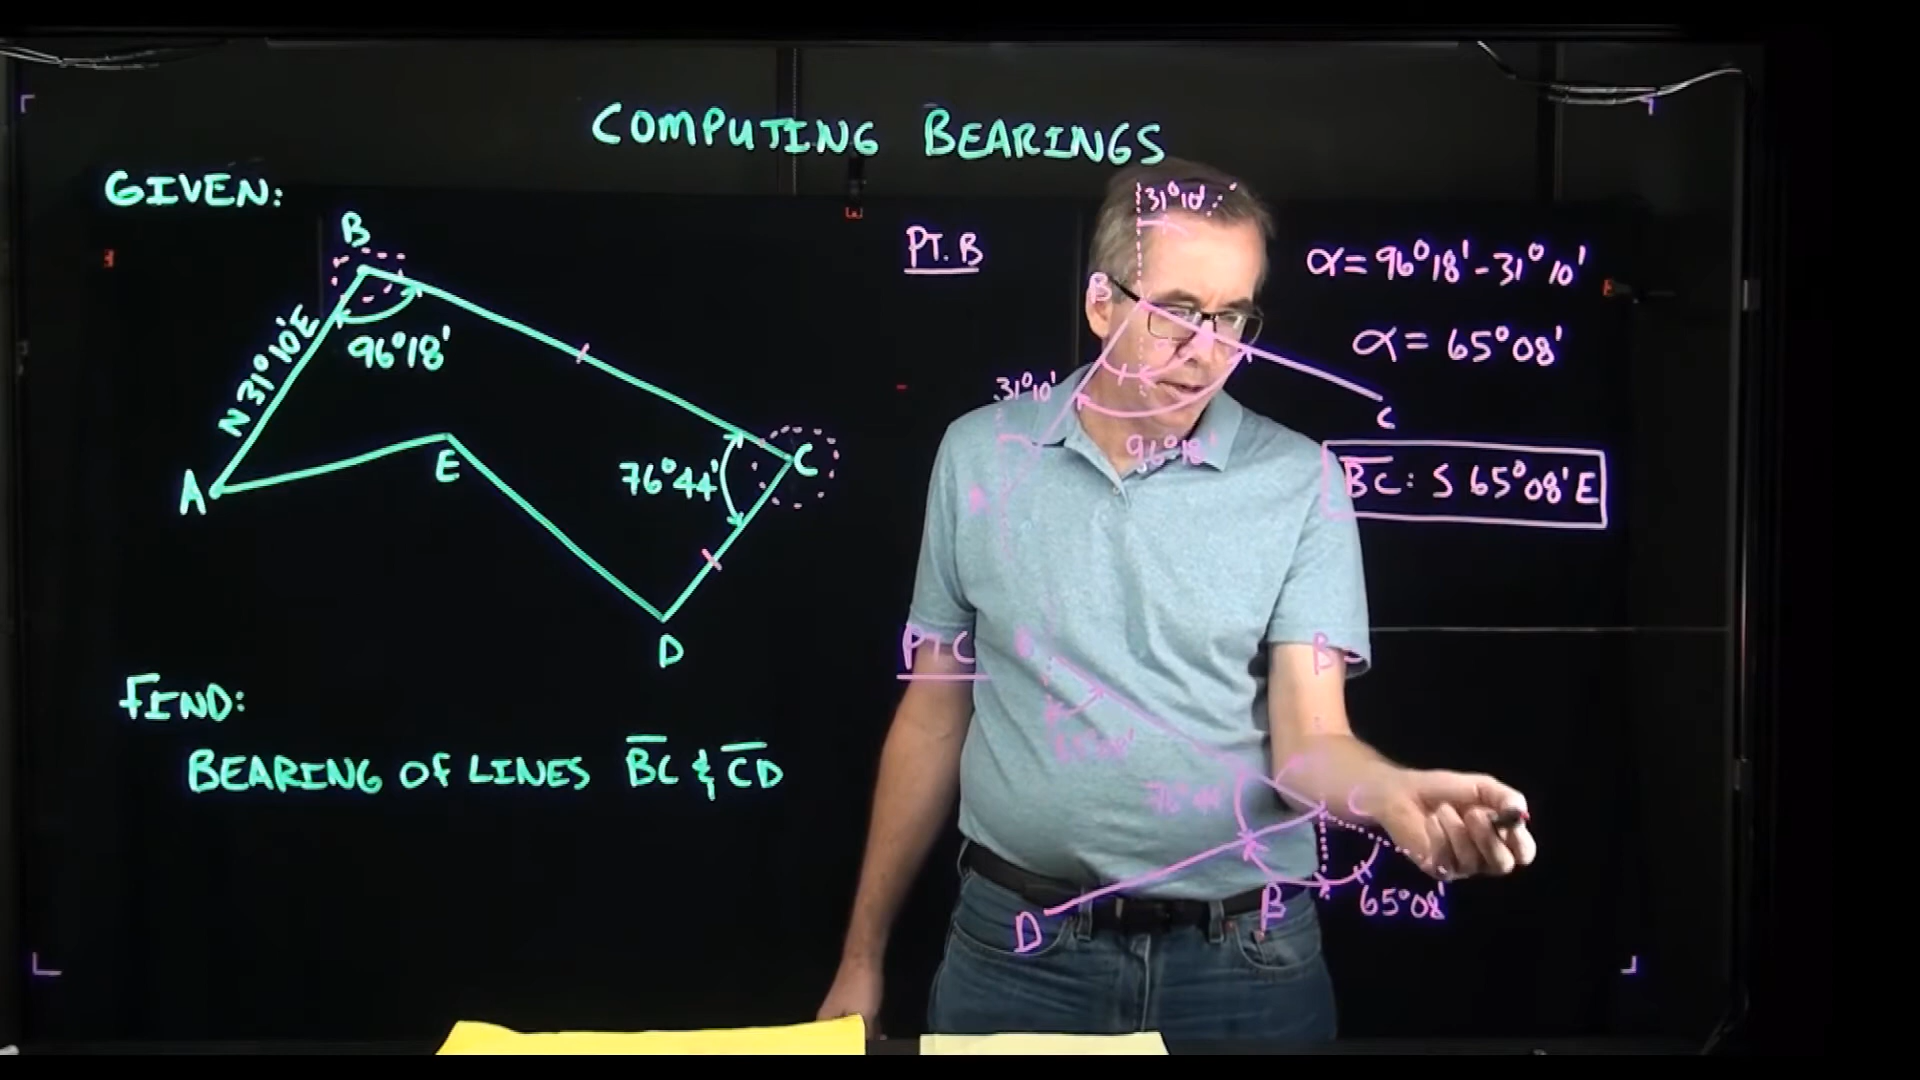 COMPUTING BEARINGS
GIVEN:
B
N 31°10'E
96°18'
A
E
76°44'
C
D
FIND:
BEARING OF LINES BC & CD
PT. B
31°10'
B
31°10'
96°18'
A
C
α = 96°18' - 31°10'
α = 65°08'
BC: S 65°08' E
PT C
B
65°08'
76°44'
C
D
β
65°08'